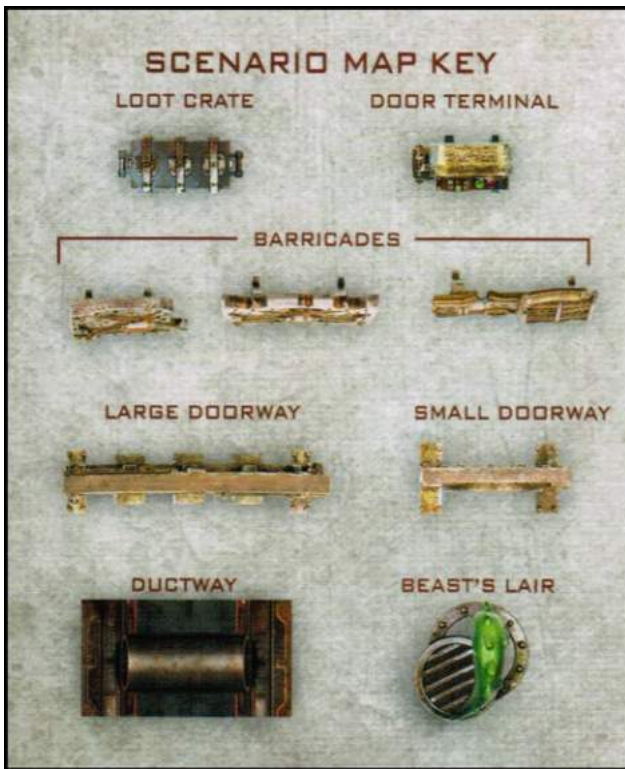 SCENARIO MAP KEY
LOOT CRATE
DOOR TERMINAL
BARRICADES
LARGE DOORWAY
SMALL DOORWAY
DUCTWAY
BEAST'S LAIR